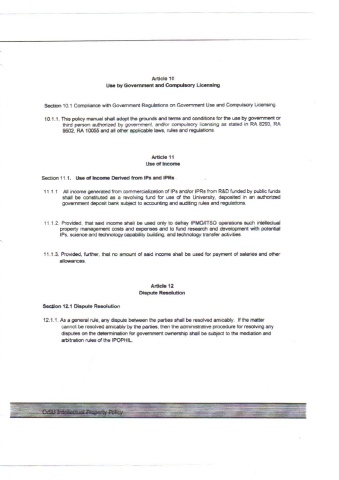 Article 10
Use by Government and Compulsory Licensing
Section 10.1 Compliance with Government Regulations on Government Use and Compulsory Licensing
10.1.1. This policy manual shall adopt the grounds and terms and conditions for the use by government or
third person authorized by government, and/or compulsory licensing as stated in RA 8293, RA
9502, RA 10055 and all other applicable laws, rules and regulations.
Article 11
Use of Income
Section 11.1. Use of Income Derived from IPs and IPRs
11.1.1 All income generated from commercialization of IPs and/or IPRs from R&D funded by public funds
shall be constituted as a revolving fund for use of the University, deposited in an authorized
government deposit bank subject to accounting and auditing rules and regulations.
11.1.2. Provided, that said income shall be used only to defray IPMO/ITSO operations such intellectual
property management costs and expenses and to fund research and development with potential
IPs, science and technology capability building, and technology transfer activities.
11.1.3. Provided, further, that no amount of said income shall be used for payment of salaries and other
allowances.
Article 12
Dispute Resolution
Section 12.1 Dispute Resolution
12.1.1. As a general rule, any dispute between the parties shall be resolved amicably. If the matter
cannot be resolved amicably by the parties, then the administrative procedure for resolving any
disputes on the determination for government ownership shall be subject to the mediation and
arbitration rules of the IPOPHIL.
Intellectual Property Policy